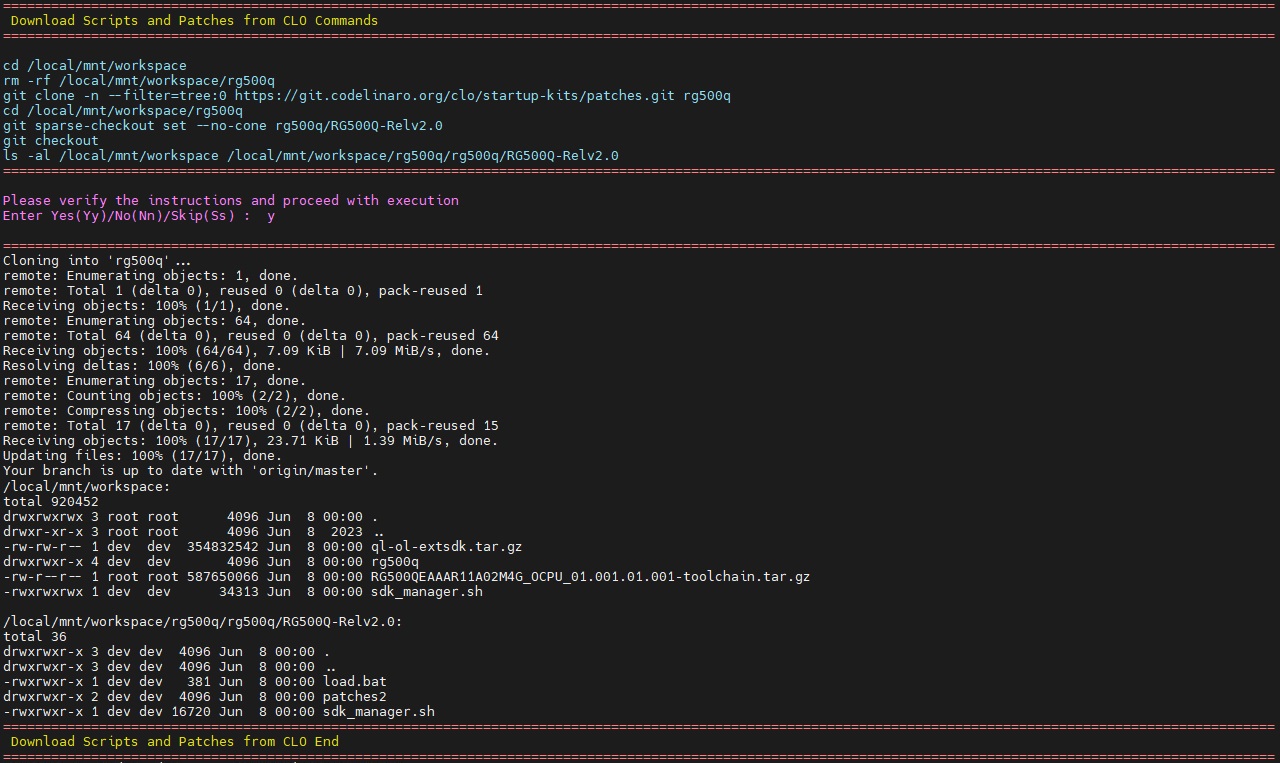 ================================================================================
Download Scripts and Patches from CLO Commands
================================================================================
cd /local/mnt/workspace
rm -rf /local/mnt/workspace/rg500q
git clone -n --filter=tree:0 https://git.codelinaro.org/clo/startup-kits/patches.git rg500q
cd /local/mnt/workspace/rg500q
git sparse-checkout set --no-cone rg500q/RG500Q-Relv2.0
git checkout
ls -al /local/mnt/workspace /local/mnt/workspace/rg500q/rg500q/RG500Q-Relv2.0
================================================================================
Please verify the instructions and proceed with execution
Enter Yes(Yy)/No(Nn)/Skip(Ss) :  y
================================================================================
Cloning into 'rg500q'...
remote: Enumerating objects: 1, done.
remote: Total 1 (delta 0), reused 0 (delta 0), pack-reused 1
Receiving objects: 100% (1/1), done.
remote: Enumerating objects: 64, done.
remote: Total 64 (delta 0), reused 0 (delta 0), pack-reused 64
Receiving objects: 100% (64/64), 7.09 KiB | 7.09 MiB/s, done.
Resolving deltas: 100% (6/6), done.
remote: Enumerating objects: 17, done.
remote: Counting objects: 100% (2/2), done.
remote: Compressing objects: 100% (2/2), done.
remote: Total 17 (delta 0), reused 0 (delta 0), pack-reused 15
Receiving objects: 100% (17/17), 23.71 KiB | 1.39 MiB/s, done.
Updating files: 100% (17/17), done.
Your branch is up to date with 'origin/master'.
/local/mnt/workspace:
total 920452
drwxrwxrwx 3 root root      4096 Jun  8 00:00 .
drwxr-xr-x 3 root root      4096 Jun  8  2023 ..
-rw-rw-r-- 1 dev  dev  354832542 Jun  8 00:00 ql-ol-extsdk.tar.gz
drwxrwxr-x 4 dev  dev       4096 Jun  8 00:00 rg500q
-rw-r--r-- 1 root root 587650066 Jun  8 00:00 RG500QEAAAR11A02M4G_OCPU_01.001.01.001-toolchain.tar.gz
-rwxrwxrwx 1 dev  dev      34313 Jun  8 00:00 sdk_manager.sh
/local/mnt/workspace/rg500q/rg500q/RG500Q-Relv2.0:
total 36
drwxrwxr-x 3 dev dev  4096 Jun  8 00:00 .
drwxrwxr-x 3 dev dev  4096 Jun  8 00:00 ..
-rwxrwxr-x 1 dev dev   381 Jun  8 00:00 load.bat
drwxrwxr-x 2 dev dev  4096 Jun  8 00:00 patches2
-rwxrwxr-x 1 dev dev 16720 Jun  8 00:00 sdk_manager.sh
================================================================================
Download Scripts and Patches from CLO End
================================================================================